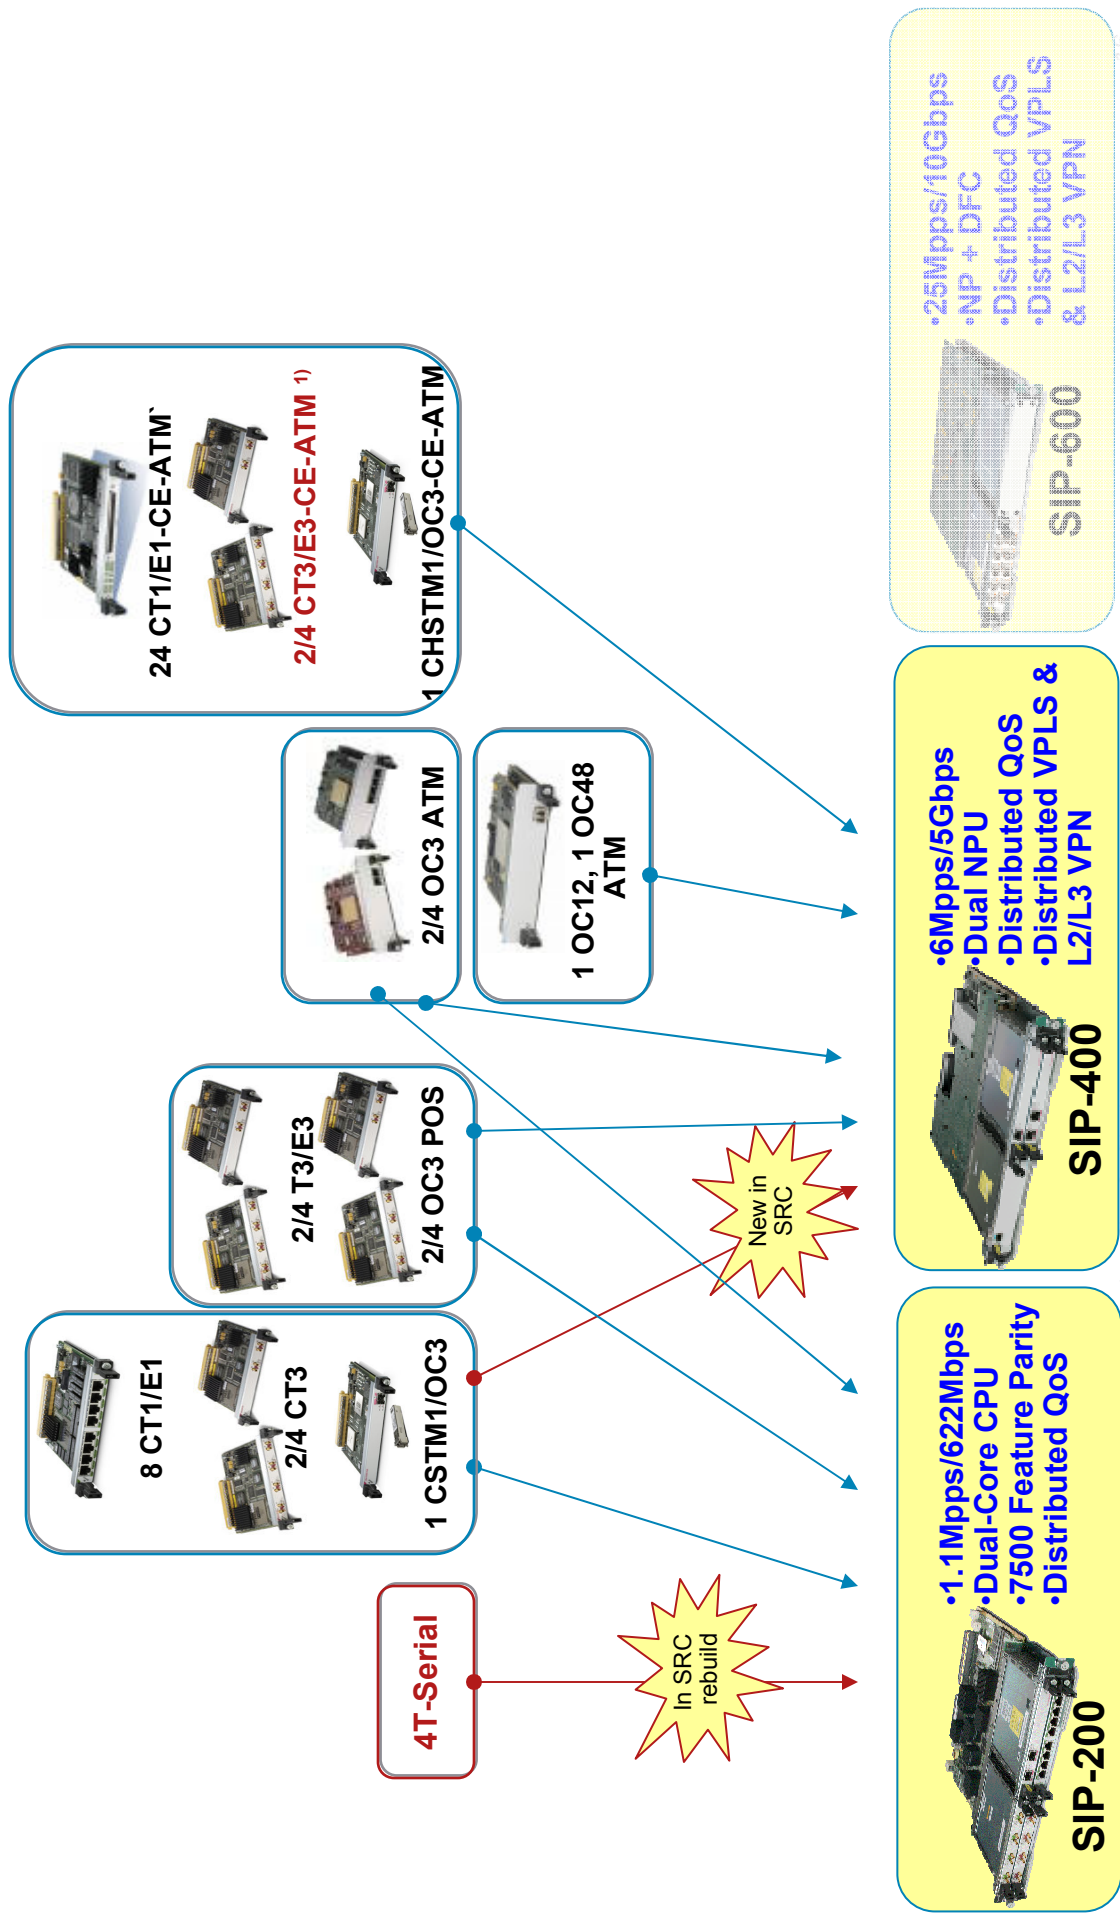 4T-Serial
8 CT1/E1
2/4 CT3
1 CSTM1/OC3
2/4 T3/E3
2/4 OC3 POS
2/4 OC3 ATM
1 OC12, 1 OC48
ATM
24 CT1/E1-CE-ATM`
2/4 CT3/E3-CE-ATM 1)
1 CHSTM1/OC3-CE-ATM
In SRC
rebuild
New in
SRC
•1.1Mpps/622Mbps
•Dual-Core CPU
•7500 Feature Parity
•Distributed QoS
SIP-200
•6Mpps/5Gbps
•Dual NPU
•Distributed QoS
•Distributed VPLS &
L2/L3 VPN
SIP-400
•25Mpps/10Gbps
•NP + DFC
•Distributed QoS
•Distributed VPLS
& L2/L3 VPN
SIP-600